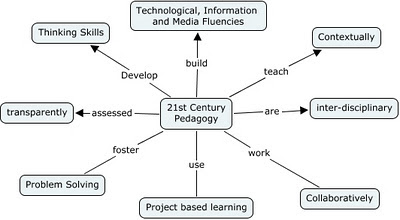 Technological, Information
and Media Fluencies
Thinking Skills
Contextually
build
Develop
teach
transparently
assessed
21st Century
Pedagogy
are
inter-disciplinary
foster
use
work
Problem Solving
Project based learning
Collaboratively